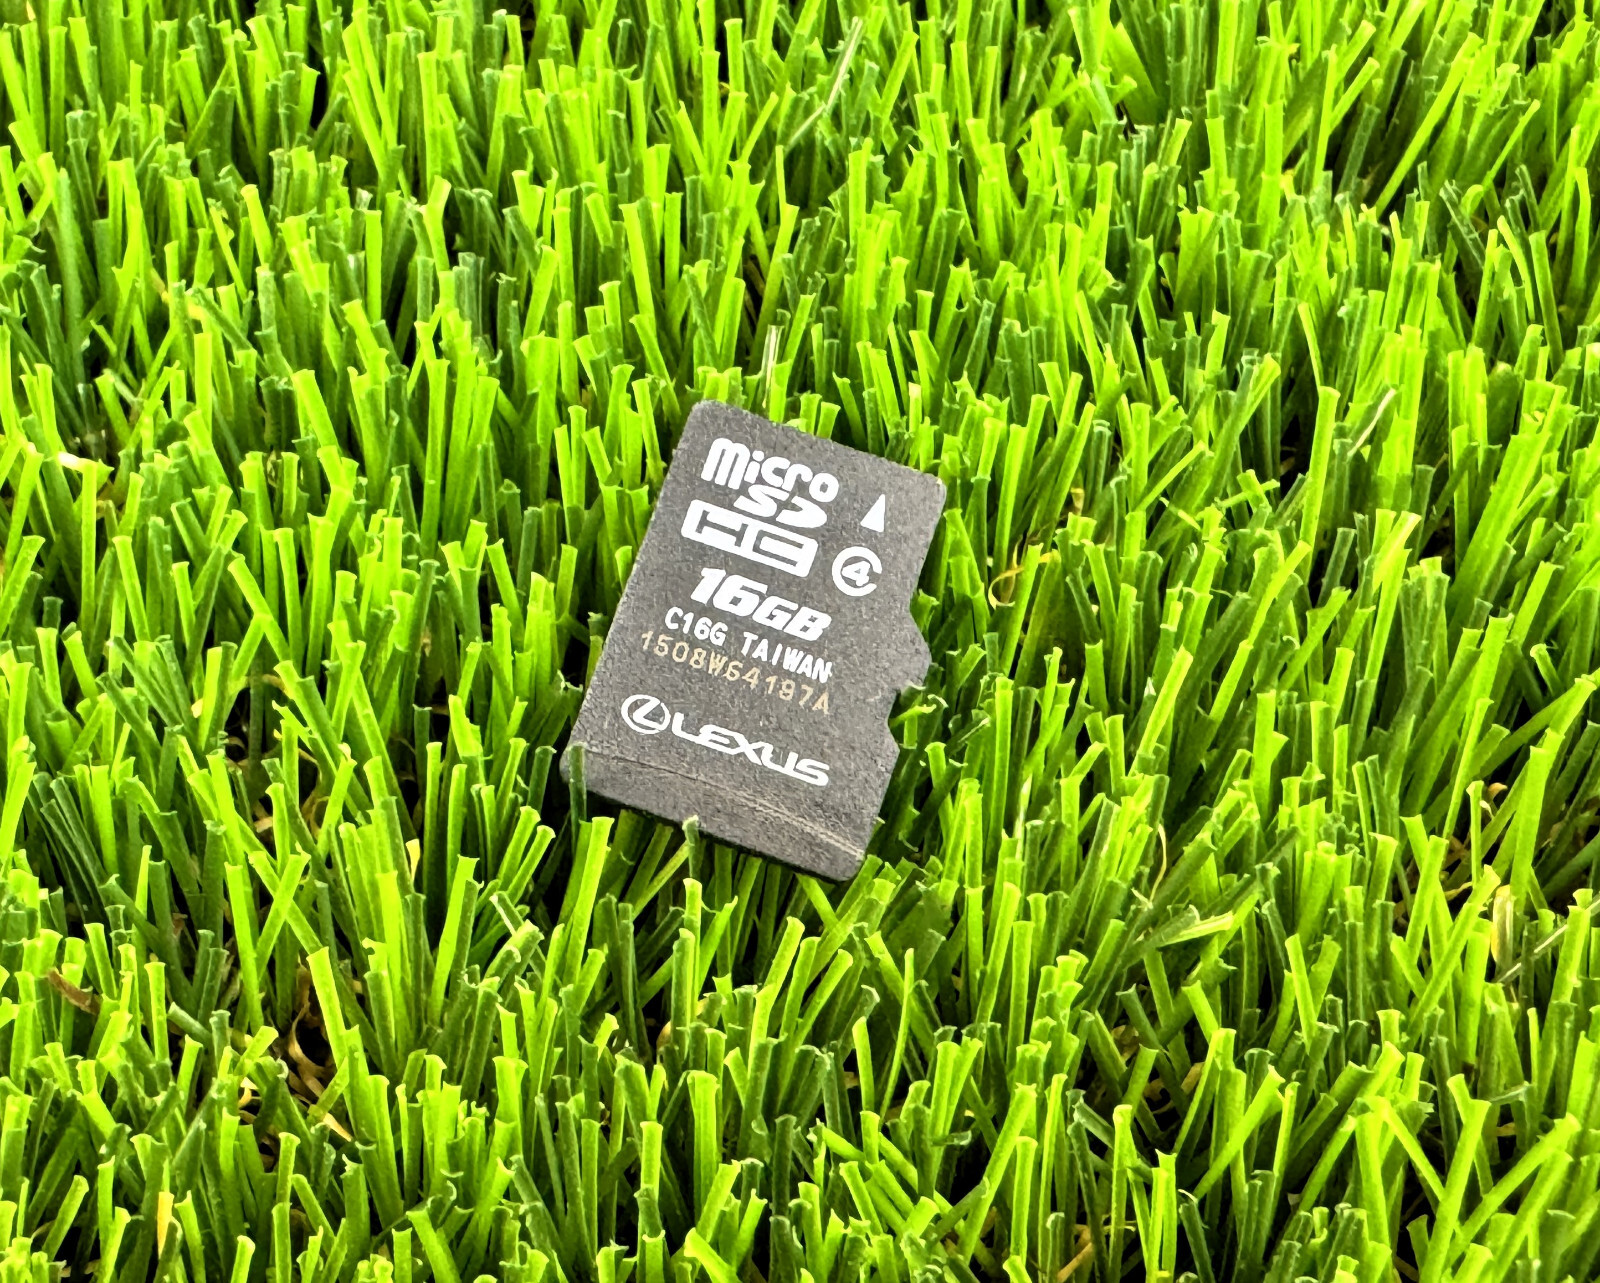 micro
SD
HC
4
16GB
C16G TAIWAN
1508W64197A
LEXUS